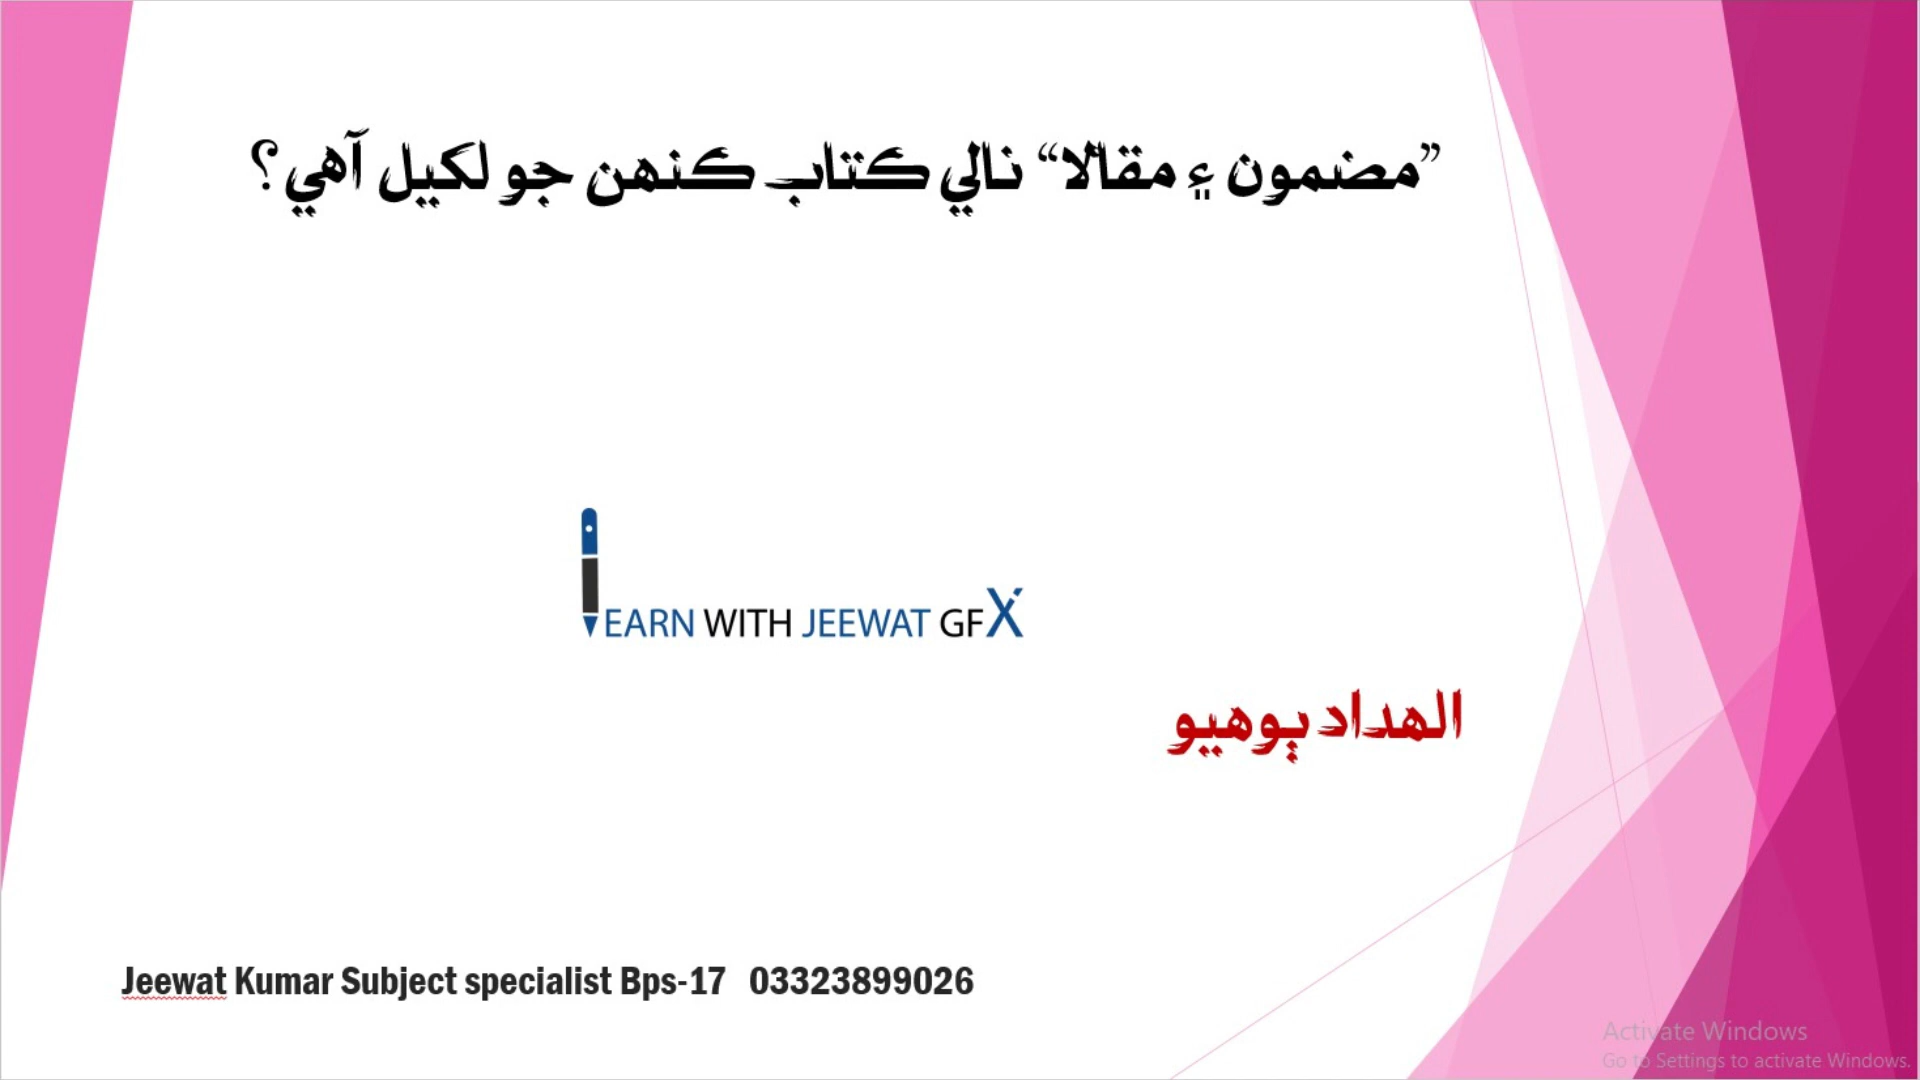 ”مضمون ۽ مقالا“ نالي ڪتاب ڪنهن جو لکيل آهي؟
LEARN WITH JEEWAT GFX
الهداد ٻوهيو
Jeewat Kumar Subject specialist Bps-17 03323899026
Activate Windows
Go to Settings to activate Windows.